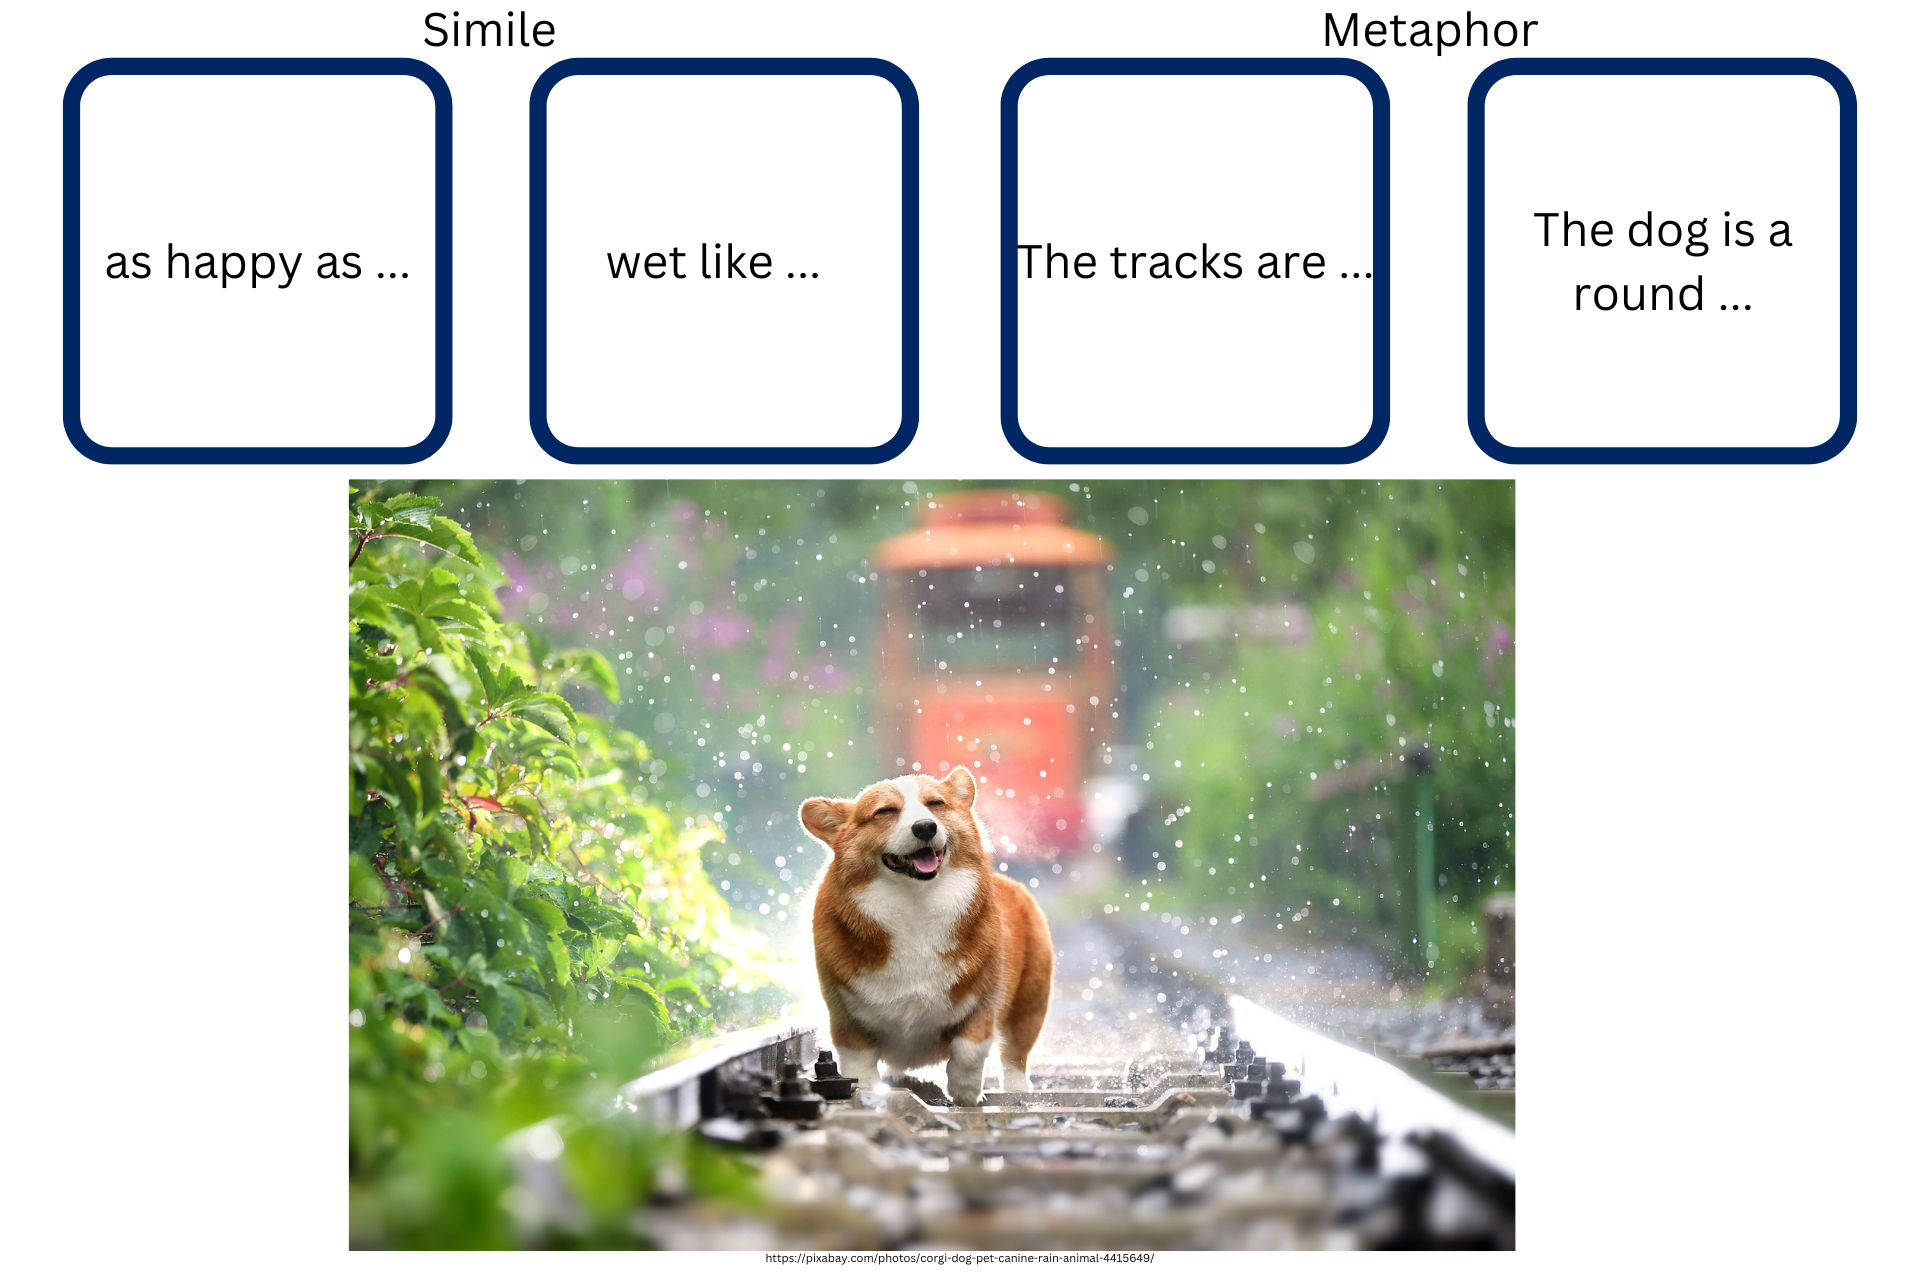 Simile
Metaphor
as happy as ...
wet like ...
The tracks are ...
The dog is a
round ...
https://pixabay.com/photos/corgi-dog-pet-canine-rain-animal-4415649/